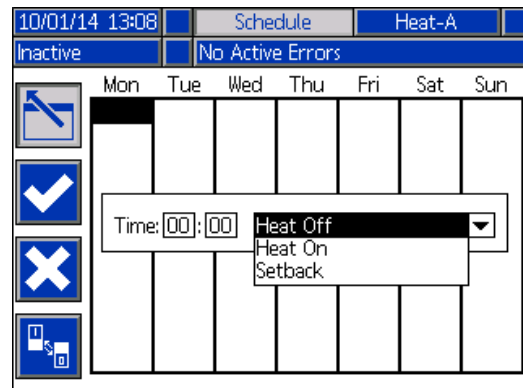 10/01/14 13:08 Schedule Heat-A
Inactive No Active Errors
Mon Tue Wed Thu Fri Sat Sun
Time: 00 : 00 Heat Off
Heat On
Setback